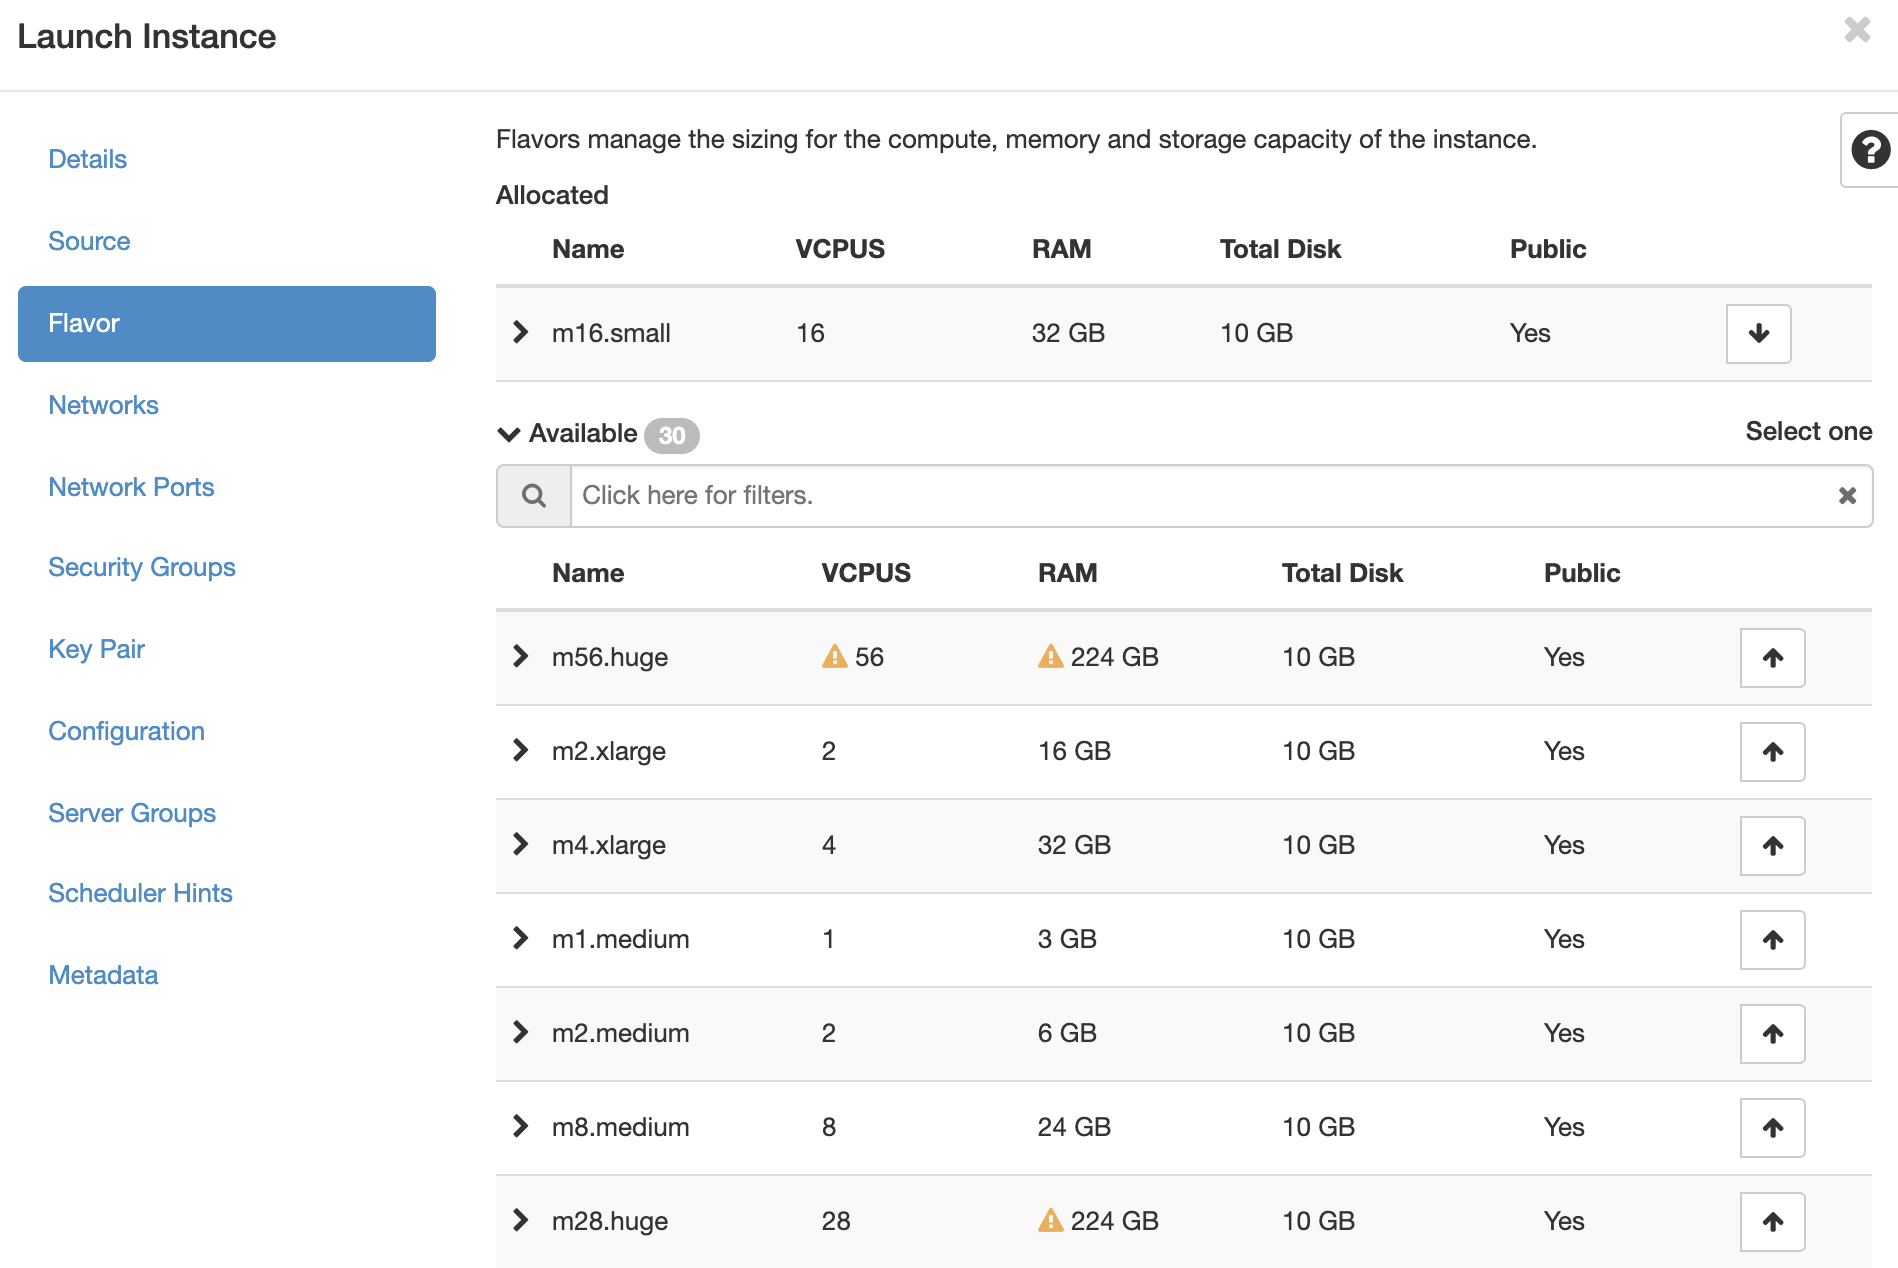 Launch Instance
Details
Source
Flavor
Networks
Network Ports
Security Groups
Key Pair
Configuration
Server Groups
Scheduler Hints
Metadata
Flavors manage the sizing for the compute, memory and storage capacity of the instance.
Allocated
Name VCPUS RAM Total Disk Public
m16.small 16 32 GB 10 GB Yes
Available 30 Select one
Click here for filters.
Name VCPUS RAM Total Disk Public
m56.huge 56 224 GB 10 GB Yes
m2.xlarge 2 16 GB 10 GB Yes
m4.xlarge 4 32 GB 10 GB Yes
m1.medium 1 3 GB 10 GB Yes
m2.medium 2 6 GB 10 GB Yes
m8.medium 8 24 GB 10 GB Yes
m28.huge 28 224 GB 10 GB Yes